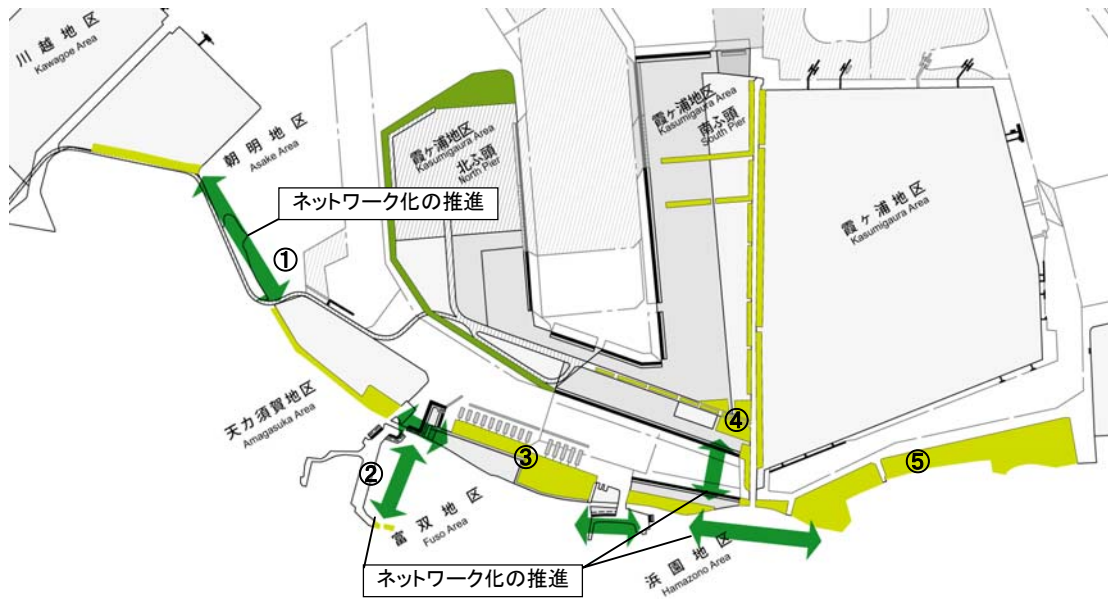 川越地区
Kawagoe Area
朝明地区
Asake Area
ネットワーク化の推進
①
霞ヶ浦地区
Kasumigaura Area
北ふ頭
North Pier
霞ヶ浦地区
Kasumigaura Area
南ふ頭
South Pier
霞ヶ浦地区
Kasumigaura Area
天力須賀地区
Amagasuka Area
②
③
④
⑤
富双地区
Fuso Area
ネットワーク化の推進
浜園地区
Hamazono Area